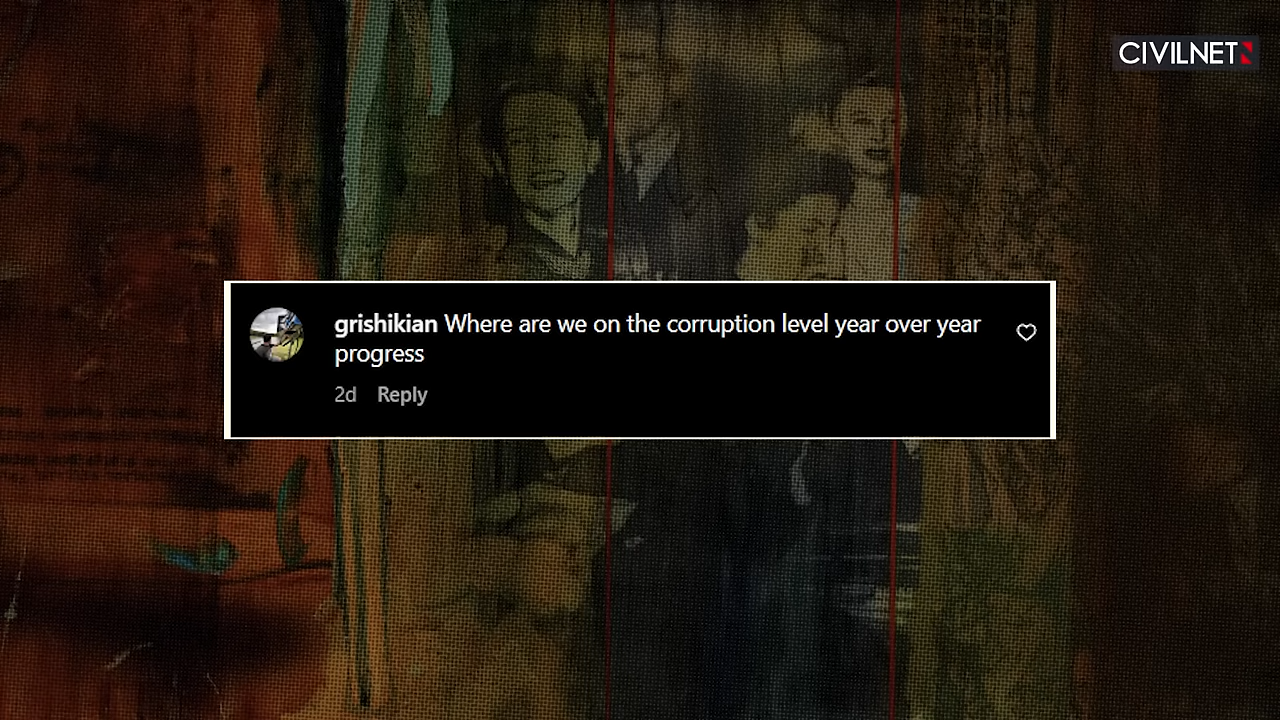 CIVILNET
grishikian Where are we on the corruption level year over year
progress
2d Reply